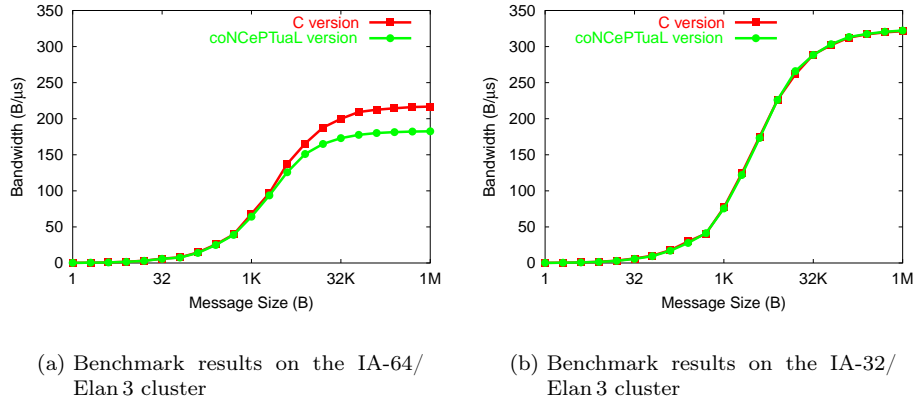 C version
coNCePTuaL version
350
300
250
200
150
100
50
0
Bandwidth (B/µs)
1
32
1K
32K
1M
Message Size (B)
(a) Benchmark results on the IA-64/
Elan 3 cluster
C version
coNCePTuaL version
350
300
250
200
150
100
50
0
Bandwidth (B/µs)
1
32
1K
32K
1M
Message Size (B)
(b) Benchmark results on the IA-32/
Elan 3 cluster